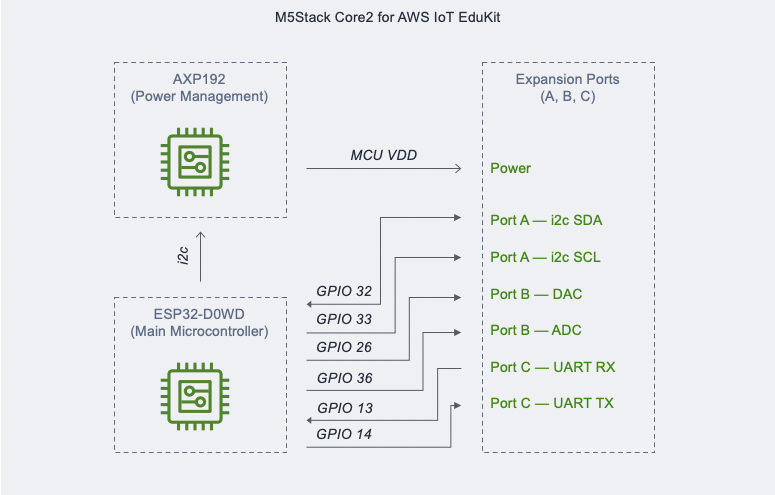 M5Stack Core2 for AWS IoT EduKit
AXP192
(Power Management)
Expansion Ports
(A, B, C)
MCU VDD
Power
i2c
Port A — i2c SDA
Port A — i2c SCL
Port B — DAC
Port B — ADC
Port C — UART RX
Port C — UART TX
GPIO 32
GPIO 33
GPIO 26
GPIO 36
GPIO 13
GPIO 14
ESP32-D0WD
(Main Microcontroller)